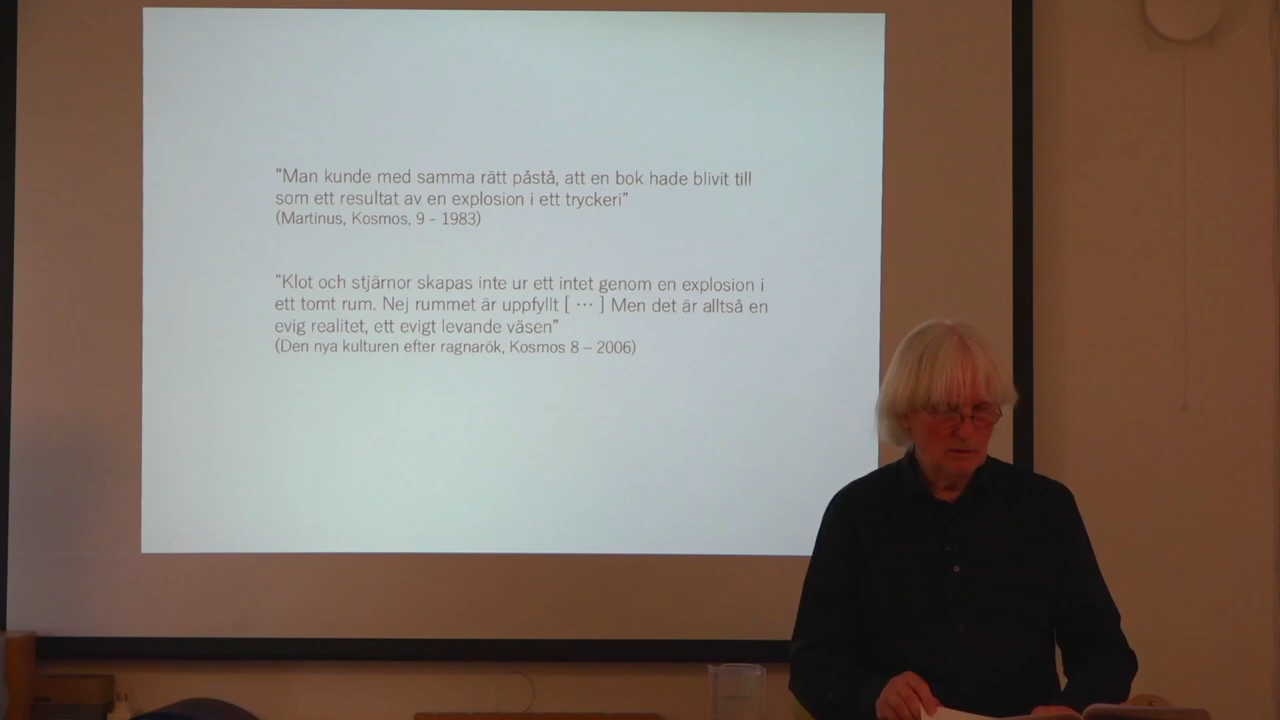 "Man kunde med samma rätt påstå, att en bok hade blivit till
som ett resultat av en explosion i ett tryckeri"
(Martinus, Kosmos, 9 - 1983)
"Klot och stjärnor skapas inte ur ett intet genom en explosion i
ett tomt rum. Nej rummet är uppfyllt [ ··· ] Men det är alltså en
evig realitet, ett evigt levande väsen"
(Den nya kulturen efter ragnarök, Kosmos 8 – 2006)